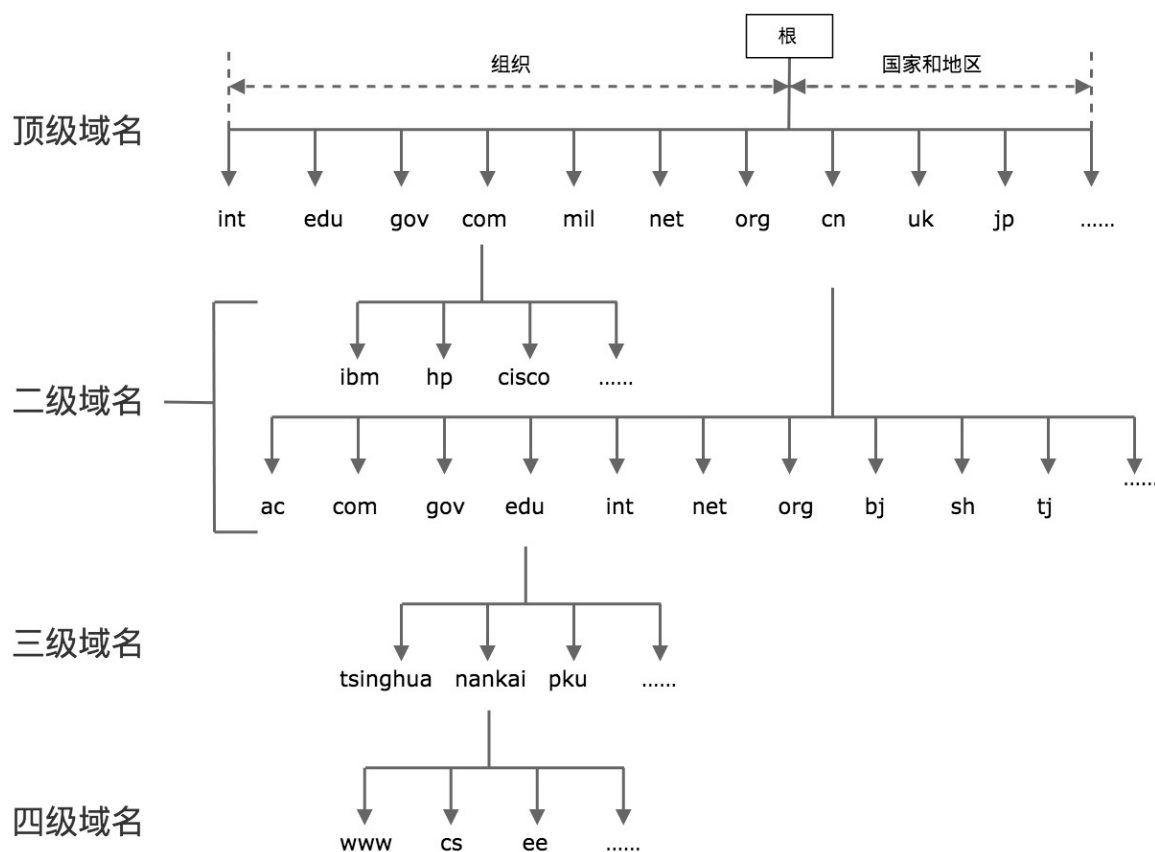 根
组织
国家和地区
顶级域名
int edu gov com mil net org cn uk jp ......
二级域名
ibm hp cisco ......
ac com gov edu int net org bj sh tj ......
三级域名
tsinghua nankai pku ......
四级域名
www cs ee ......